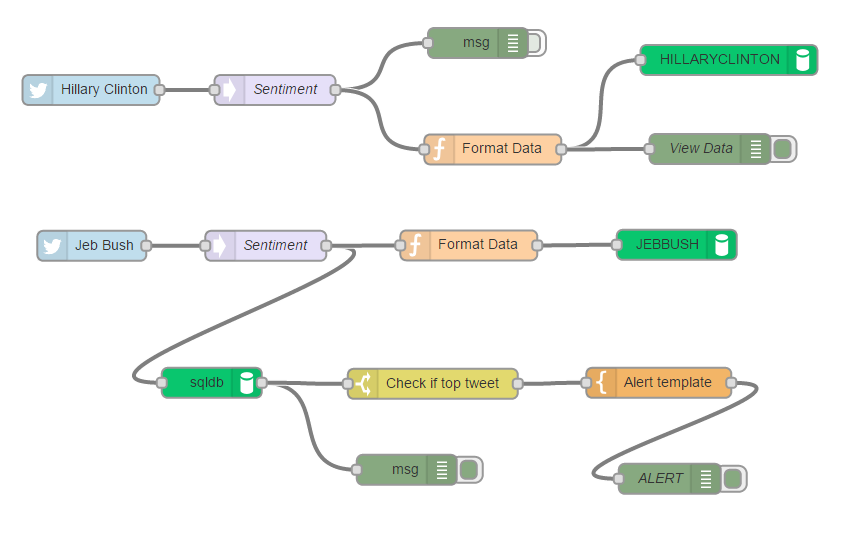 msg
HILLARYCLINTON
Hillary Clinton
Sentiment
Format Data
View Data
Jeb Bush
Sentiment
Format Data
JEBBUSH
sqldb
Check if top tweet
Alert template
msg
ALERT